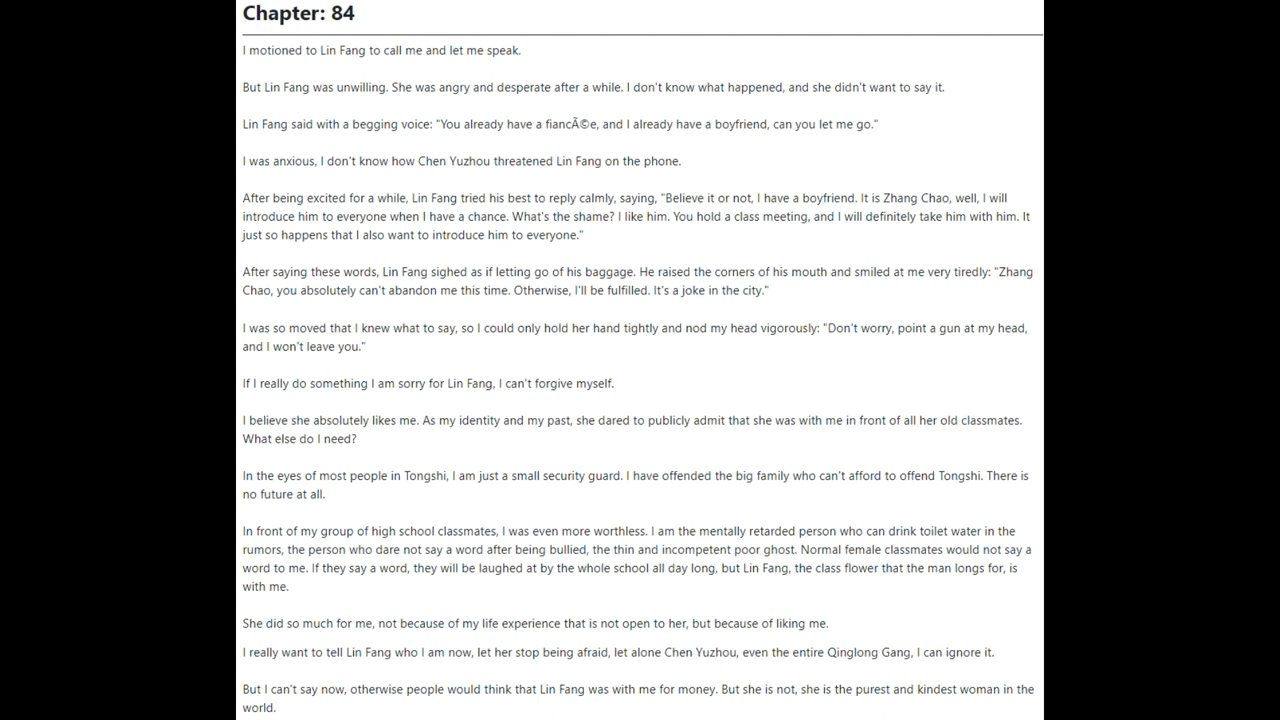 Chapter: 84
I motioned to Lin Fang to call me and let me speak.
But Lin Fang was unwilling. She was angry and desperate after a while. I don't know what happened, and she didn't want to say it.
Lin Fang said with a begging voice: "You already have a fiancÃ©e, and I already have a boyfriend, can you let me go."
I was anxious, I don't know how Chen Yuzhou threatened Lin Fang on the phone.
After being excited for a while, Lin Fang tried his best to reply calmly, saying, "Believe it or not, I have a boyfriend. It is Zhang Chao, well, I will
introduce him to everyone when I have a chance. What's the shame? I like him. You hold a class meeting, and I will definitely take him with him. It
just so happens that I also want to introduce him to everyone."
After saying these words, Lin Fang sighed as if letting go of his baggage. He raised the corners of his mouth and smiled at me very tiredly: "Zhang
Chao, you absolutely can't abandon me this time. Otherwise, I'll be fulfilled. It's a joke in the city."
I was so moved that I knew what to say, so I could only hold her hand tightly and nod my head vigorously: "Don't worry, point a gun at my head,
and I won't leave you."
If I really do something I am sorry for Lin Fang, I can't forgive myself.
I believe she absolutely likes me. As my identity and my past, she dared to publicly admit that she was with me in front of all her old classmates.
What else do I need?
In the eyes of most people in Tongshi, I am just a small security guard. I have offended the big family who can't afford to offend Tongshi. There is
no future at all.
In front of my group of high school classmates, I was even more worthless. I am the mentally retarded person who can drink toilet water in the
rumors, the person who dare not say a word after being bullied, the thin and incompetent poor ghost. Normal female classmates would not say a
word to me. If they say a word, they will be laughed at by the whole school all day long, but Lin Fang, the class flower that the man longs for, is
with me.
She did so much for me, not because of my life experience that is not open to her, but because of liking me.
I really want to tell Lin Fang who I am now, let her stop being afraid, let alone Chen Yuzhou, even the entire Qinglong Gang, I can ignore it.
But I can't say now, otherwise people would think that Lin Fang was with me for money. But she is not, she is the purest and kindest woman in the
world.